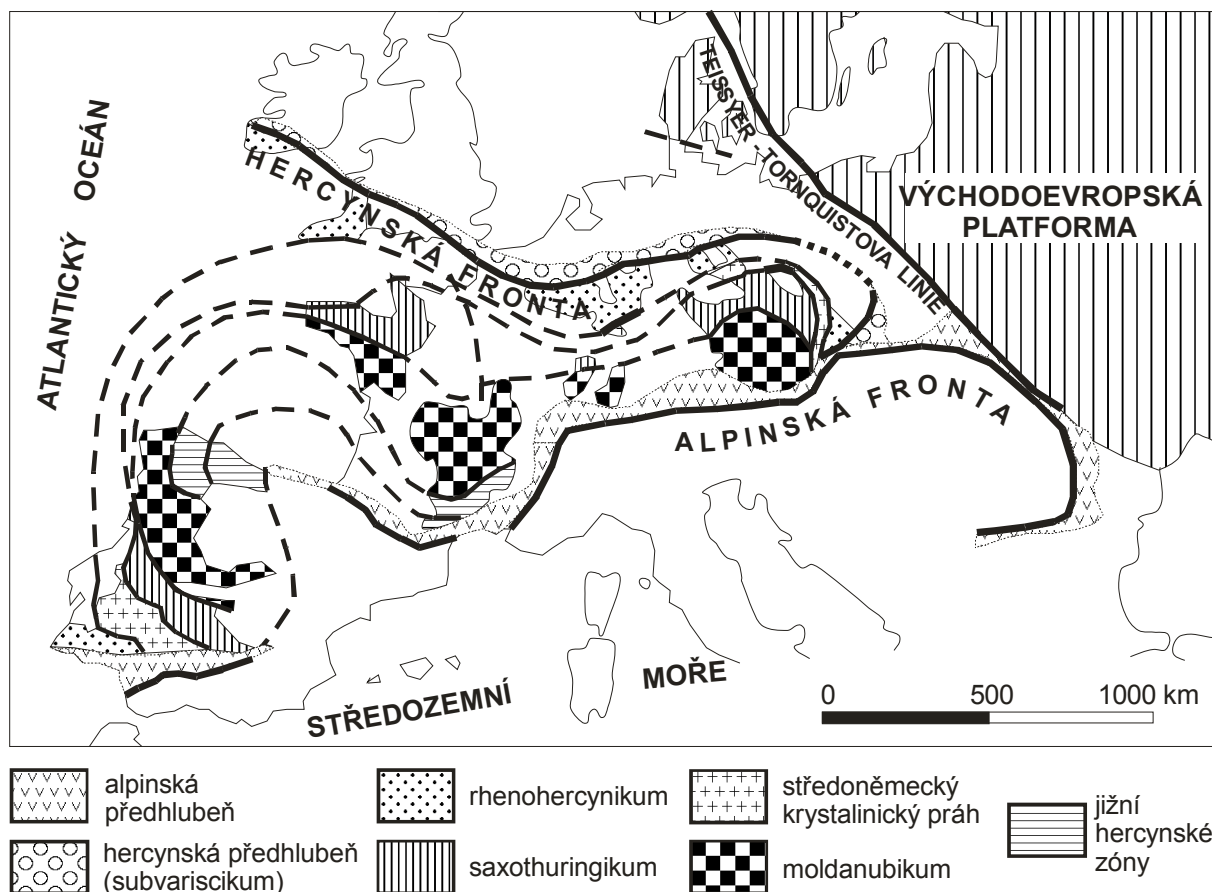 ATLANTICKÝ OCEÁN
HERCYNSKÁ FRONTA
TEISSYER - TORNQUISTOVA LINIE
VÝCHODOEVROPSKÁ
PLATFORMA
ALPINSKÁ FRONTA
STŘEDOZEMNÍ MOŘE
0 500 1000 km
alpinská
předhlubeň
hercynská předhlubeň
(subvariscikum)
rhenohercynikum
saxothuringikum
středoněmecký
krystalinický práh
moldanubikum
jižní
hercynské
zóny